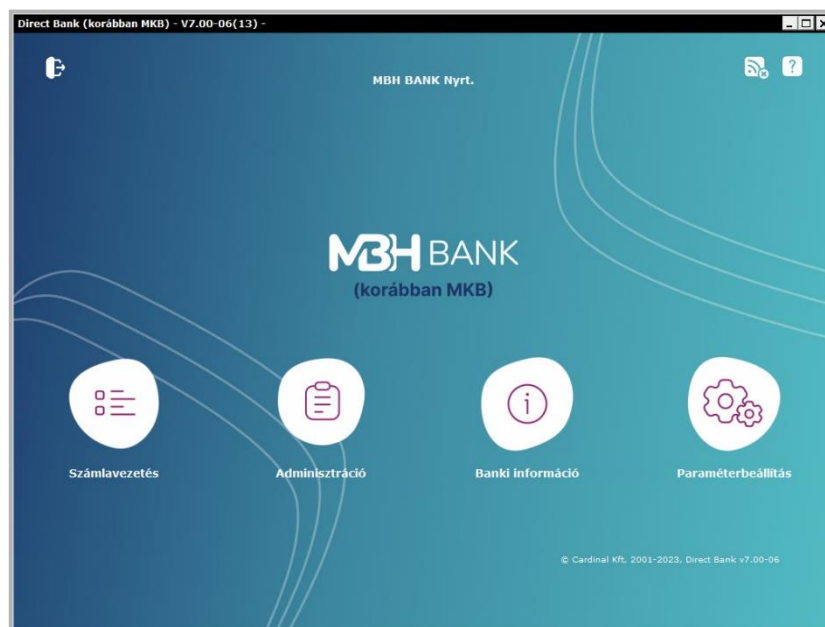 Direct Bank (korábban MKB) - V7.00-06(13) -
MBH BANK Nyrt.
?
MBH BANK
(korábban MKB)
i
Számlavezetés
Adminisztráció
Banki információ
Paraméterbeállítás
© Cardinal Kft, 2001-2023, Direct Bank v7.00-06